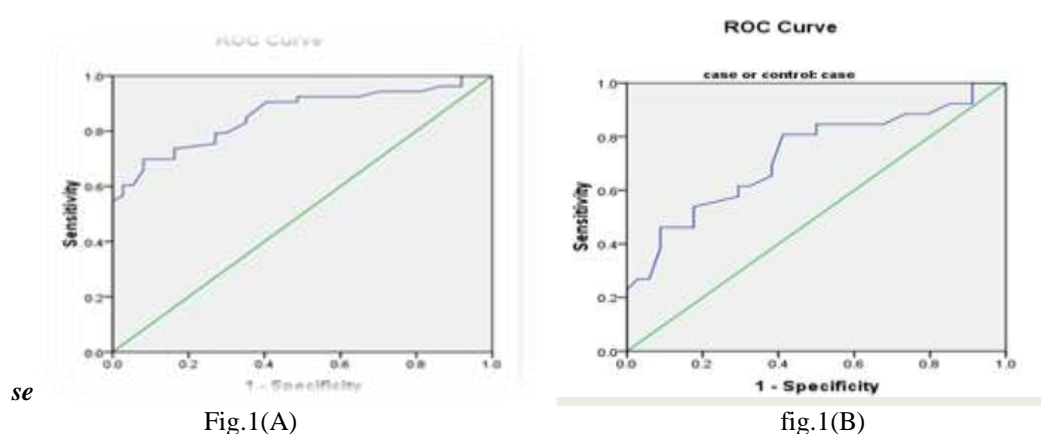 ROC Curve
1.0
0.8
0.6
0.4
0.2
0.0
Sensitivity
0.0 0.2 0.4 0.6 0.8 1.0
1 - Specificity
se
Fig.1(A)
ROC Curve
case or control: case
1.0
0.8
0.6
0.4
0.2
0.0
Sensitivity
0.0 0.2 0.4 0.6 0.8 1.0
1 - Specificity
fig.1(B)